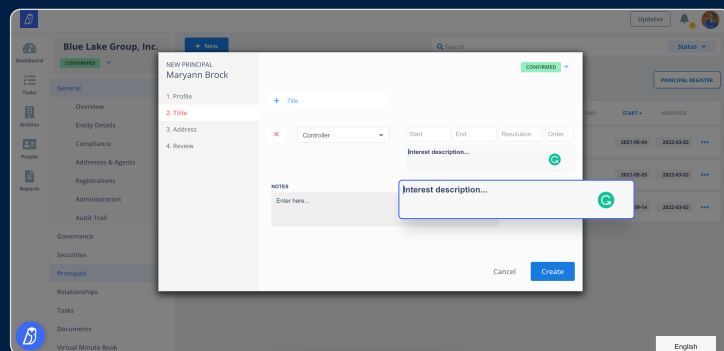 Updates
Blue Lake Group, Inc.
+ New
Search
Status
CONFIRMED
Dashboard
Tasks
Entities
People
Reports
General
Overview
Entity Details
Compliance
Addresses & Agents
Registrations
Administration
Audit Trail
Governance
Securities
Principals
Relationships
Tasks
Documents
Virtual Minute Book
NEW PRINCIPAL
Maryann Brock
1. Profile
2. Title
3. Address
4. Review
CONFIRMED
+ Title
Controller
Start End Resolution Order
Interest description...
NOTES
Enter here...
Interest description...
Cancel Create
PRINCIPAL REGISTER
START MODIFIED
2021-05-04 2022-03-02
2021-05-20 2022-03-02
09-14 2022-03-02
English